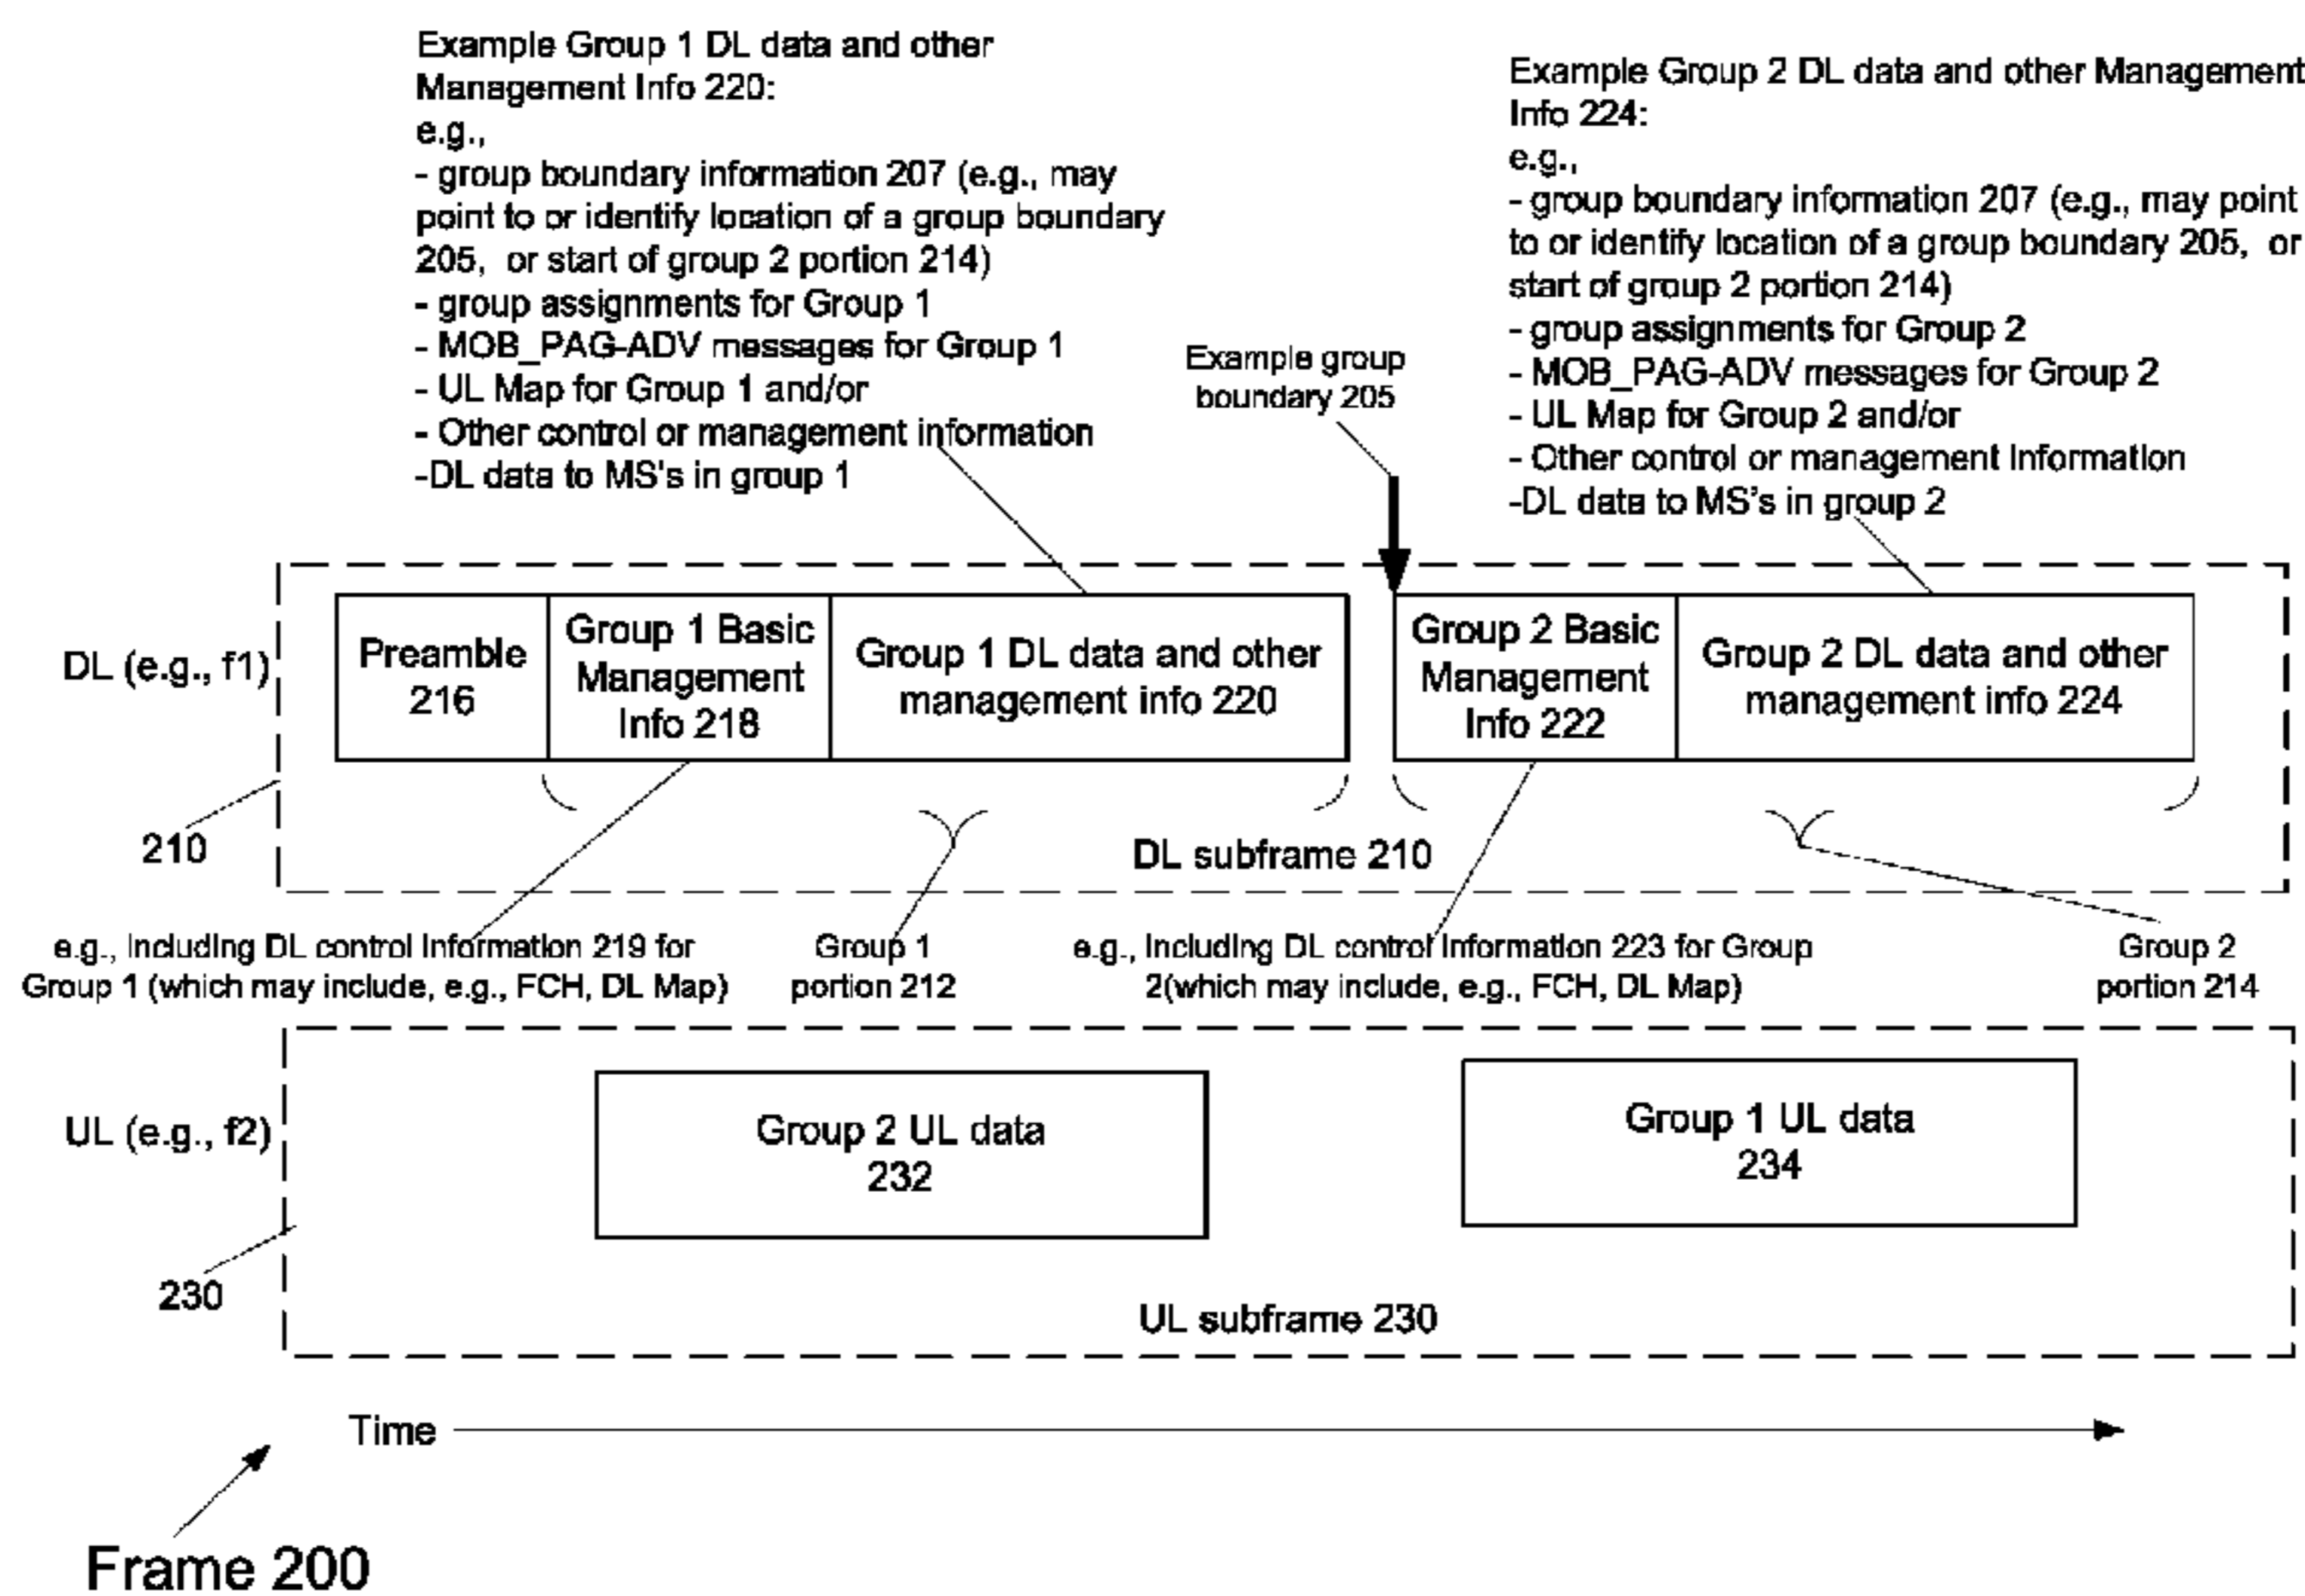 Example Group 1 DL data and other
Management Info 220:
e.g.,
- group boundary information 207 (e.g., may
point to or identify location of a group boundary
205,  or start of group 2 portion 214)
- group assignments for Group 1
- MOB_PAG-ADV messages for Group 1
- UL Map for Group 1 and/or
- Other control or management information
-DL data to MS's in group 1
Example group
boundary 205
Example Group 2 DL data and other Management
Info 224:
e.g.,
- group boundary information 207 (e.g., may point
to or identify location of a group boundary 205,  or
start of group 2 portion 214)
- group assignments for Group 2
- MOB_PAG-ADV messages for Group 2
- UL Map for Group 2 and/or
- Other control or management Information
-DL data to MS's in group 2
DL (e.g., f1)
Preamble
216
Group 1 Basic
Management
Info 218
Group 1 DL data and other
management info 220
Group 2 Basic
Management
Info 222
Group 2 DL data and other
management info 224
210
DL subframe 210
e.g., Including DL control Information 219 for
Group 1 (which may include, e.g., FCH, DL Map)
Group 1
portion 212
e.g., Including DL control Information 223 for Group
2(which may include, e.g., FCH, DL Map)
Group 2
portion 214
UL (e.g., f2)
Group 2 UL data
232
Group 1 UL data
234
230
UL subframe 230
Time
Frame 200